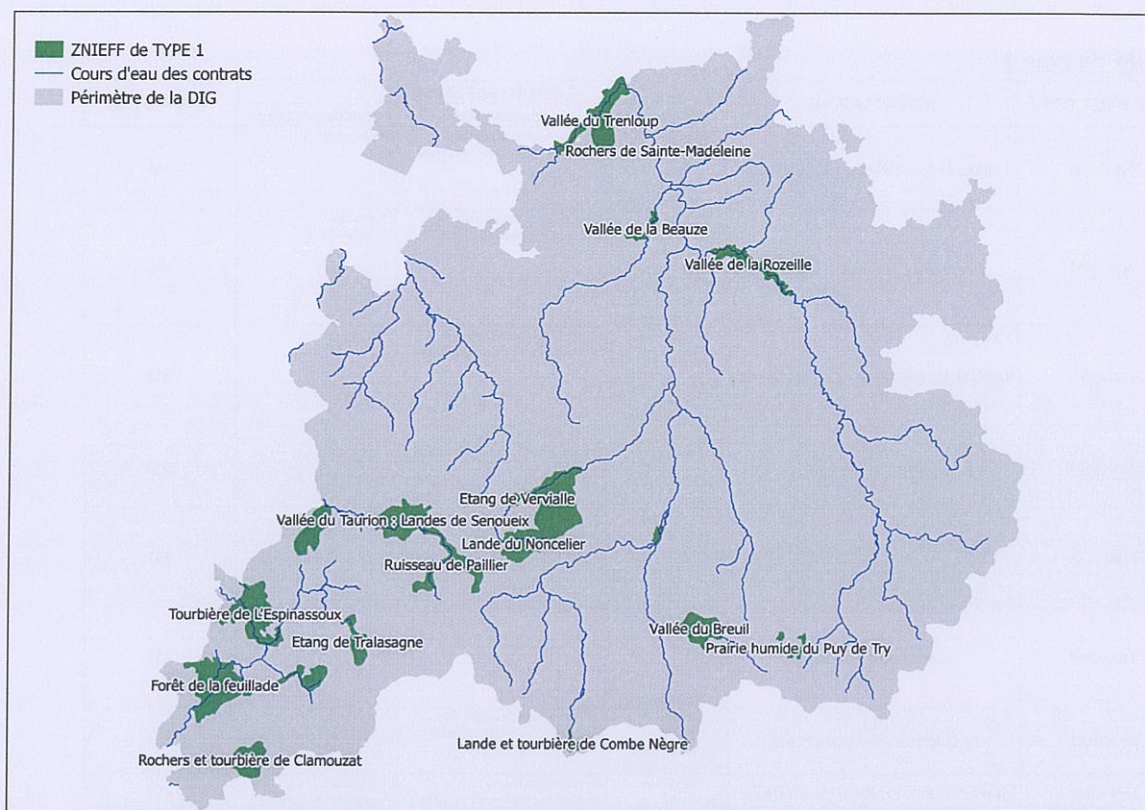 ZNIEFF de TYPE 1
Cours d'eau des contrats
Périmètre de la DIG
Vallée du Trenloup
Rochers de Sainte-Madeleine
Vallée de la Beauze
Vallée de la Rozeille
Etang de Vervialle
Vallée du Taurion : Landes de Senoueix
Lande du Noncelier
Ruisseau de Paillier
Tourbière de L'Espinassoux
Etang de Tralasagne
Vallée du Breuil
Prairie humide du Puy de Try
Forêt de la feuillade
Lande et tourbière de Combe Nègre
Rochers et tourbière de Clamouzat